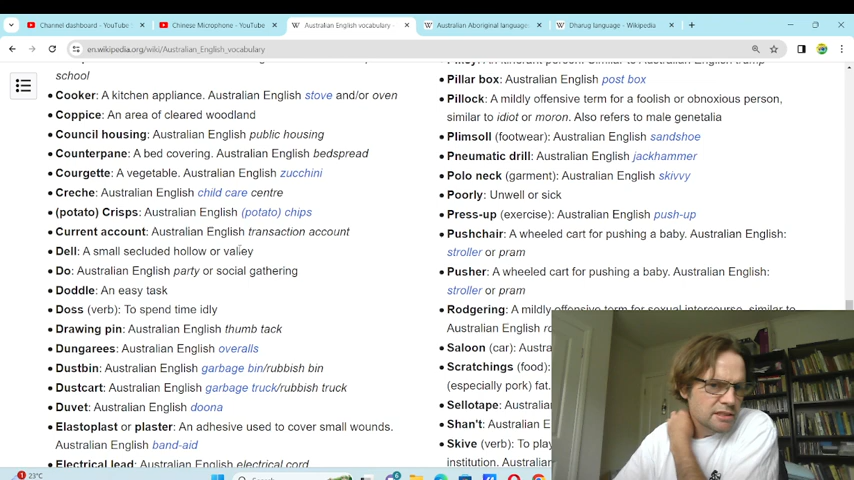 Channel dashboard - YouTube
Chinese Microphone - YouTube
Australian English vocabulary -
Australian Aboriginal language
Dharug language - Wikipedia
en.wikipedia.org/wiki/Australian_English_vocabulary
school
• Cooker: A kitchen appliance. Australian English stove and/or oven
• Coppice: An area of cleared woodland
• Council housing: Australian English public housing
• Counterpane: A bed covering. Australian English bedspread
• Courgette: A vegetable. Australian English zucchini
• Creche: Australian English child care centre
• (potato) Crisps: Australian English (potato) chips
• Current account: Australian English transaction account
• Dell: A small secluded hollow or valley
• Do: Australian English party or social gathering
• Doddle: An easy task
• Doss (verb): To spend time idly
• Drawing pin: Australian English thumb tack
• Dungarees: Australian English overalls
• Dustbin: Australian English garbage bin/rubbish bin
• Dustcart: Australian English garbage truck/rubbish truck
• Duvet: Australian English doona
• Elastoplast or plaster: An adhesive used to cover small wounds.
Australian English band-aid
• Electrical lead: Australian English electrical cord
• Pillar box: Australian English post box
• Pillock: A mildly offensive term for a foolish or obnoxious person,
similar to idiot or moron. Also refers to male genetalia
• Plimsoll (footwear): Australian English sandshoe
• Pneumatic drill: Australian English jackhammer
• Polo neck (garment): Australian English skivvy
• Poorly: Unwell or sick
• Press-up (exercise): Australian English push-up
• Pushchair: A wheeled cart for pushing a baby. Australian English:
stroller or pram
• Pusher: A wheeled cart for pushing a baby. Australian English:
stroller or pram
• Rodgering: A mildly offensive term for sexual intercourse, similar to
Australian English
• Saloon (car):
• Scratchings (food):
(especially pork) fat.
• Sellotape:
• Shan't: Australian E
• Skive (verb): To play
institution.
1
23°C
Search